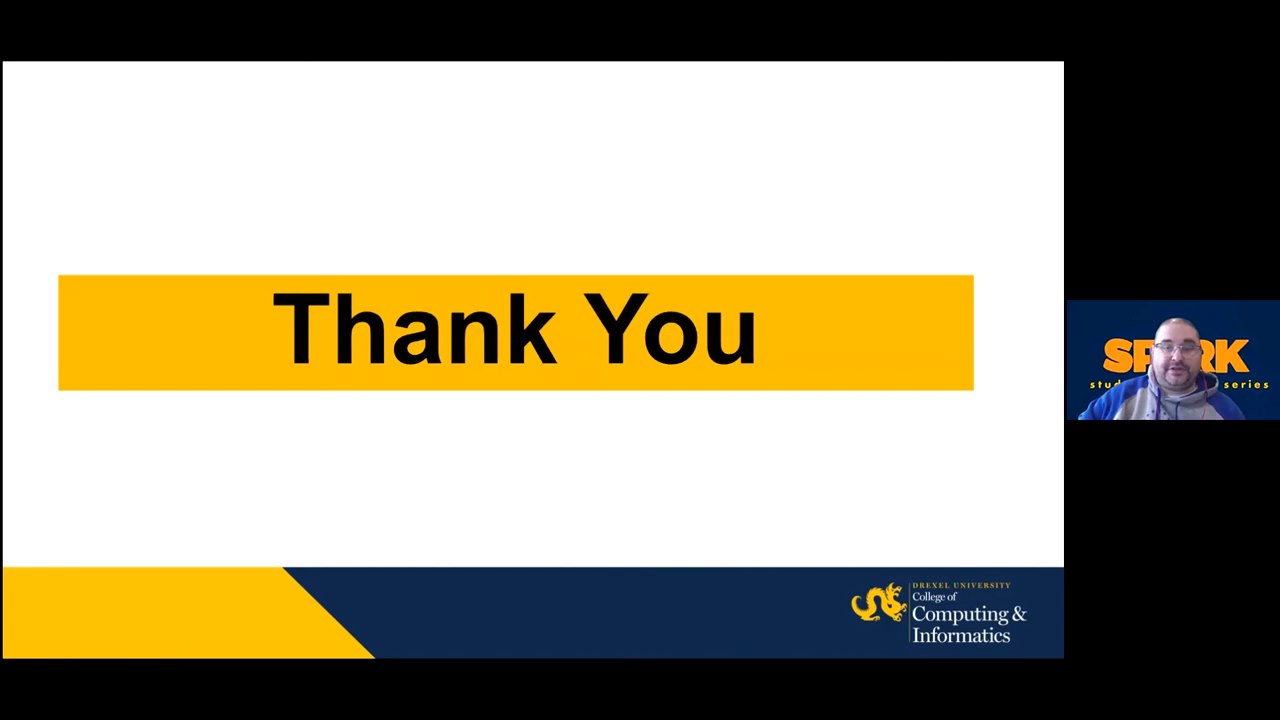 Thank You
DREXEL UNIVERSITY
College of
Computing &
Informatics
series